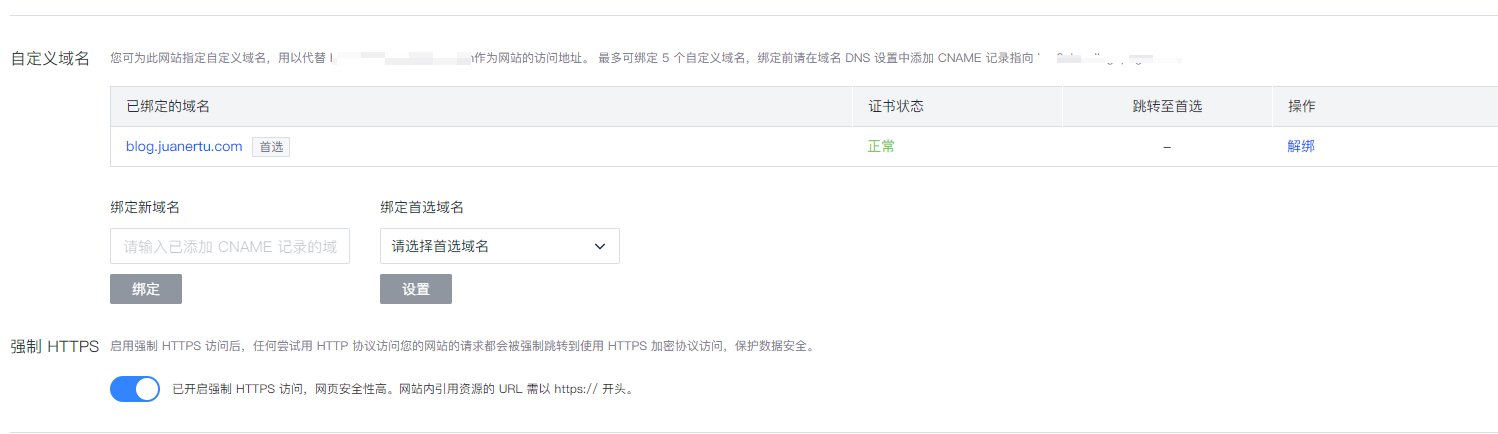 自定义域名
您可为此网站指定自定义域名，用以代替
作为网站的访问地址。 最多可绑定 5 个自定义域名，绑定前请在域名 DNS 设置中添加 CNAME 记录指向
已绑定的域名 证书状态 跳转至首选 操作
blog.juanertu.com 首选 正常 – 解绑
绑定新域名 绑定首选域名
请输入已添加 CNAME 记录的域 请选择首选域名
绑定 设置
强制 HTTPS 启用强制 HTTPS 访问后，任何尝试用 HTTP 协议访问您的网站的请求都会被强制跳转到使用 HTTPS 加密协议访问，保护数据安全。
已开启强制 HTTPS 访问，网页安全性高。网站内引用资源的 URL 需以 https:// 开头。